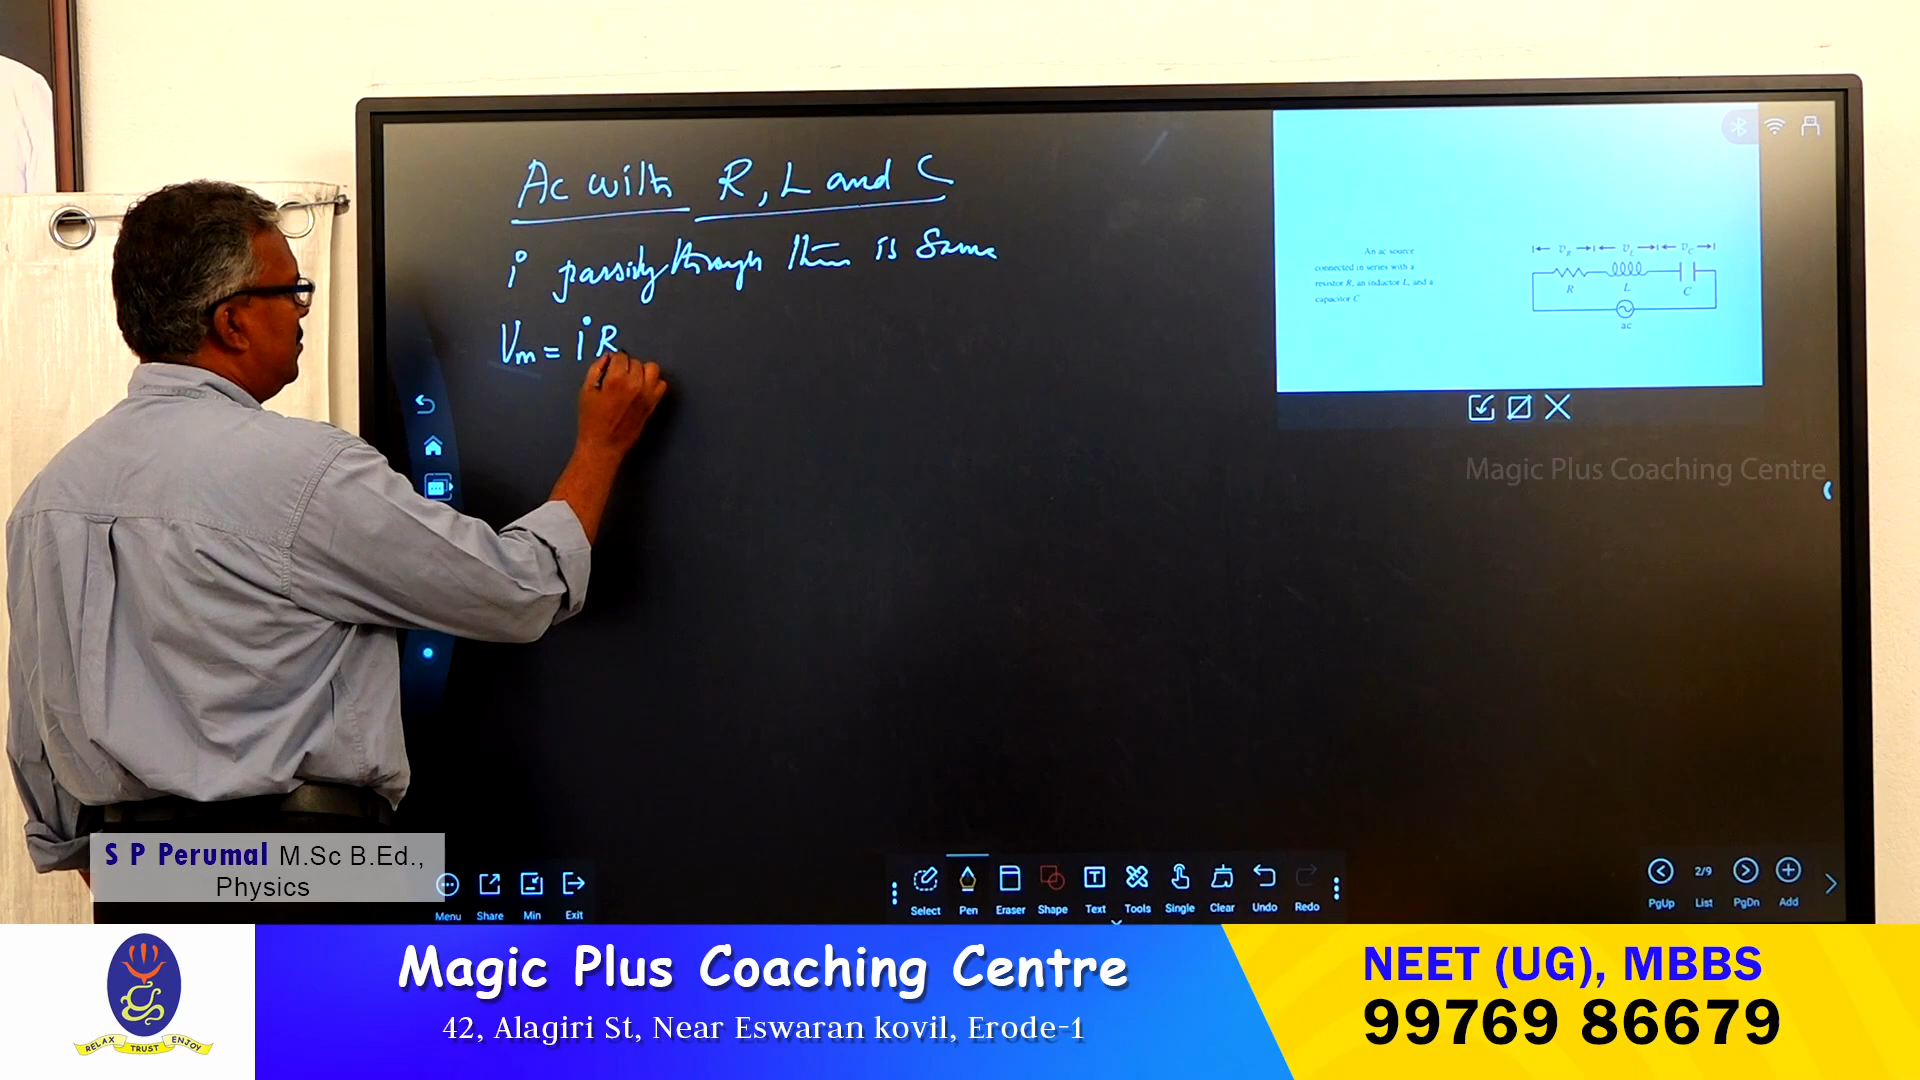 Ac with R, L and C
i passing through them is same
Vm = i R
An ac source
connected in series with a
resistor R, an inductor L, and a
capacitor C
vR vL vC
R L C
ac
Magic Plus Coaching Centre
S P Perumal M.Sc B.Ed.,
Physics
Menu Share Min Exit
Select Pen Eraser Shape Text Tools Single Clear Undo Redo
2/9
PgUp List PgDn Add
RELAX TRUST ENJOY
Magic Plus Coaching Centre
42, Alagiri St, Near Eswaran kovil, Erode-1
NEET (UG), MBBS
99769 86679